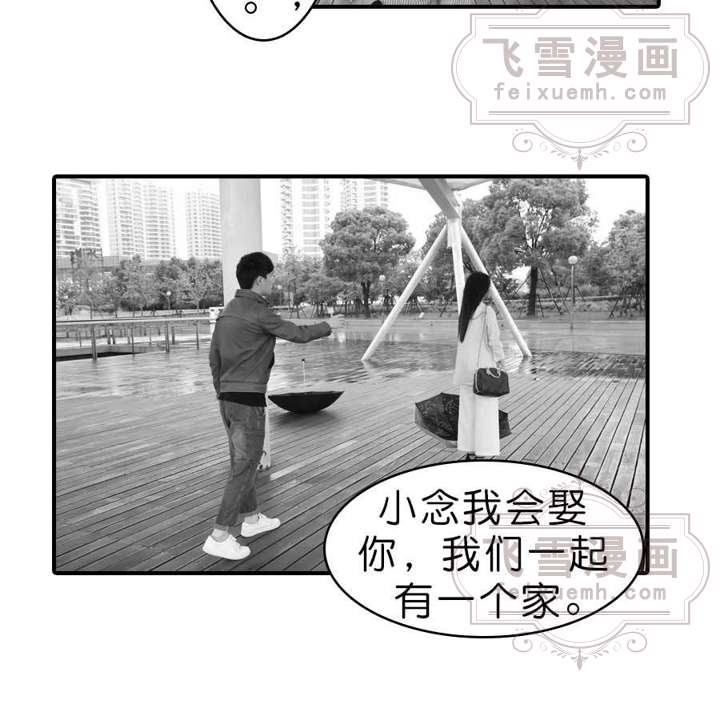 。，
飞雪漫画
feixuemh.com
小念我会娶
你，我们一起
有一个家。
飞雪漫画
feixuemh.com